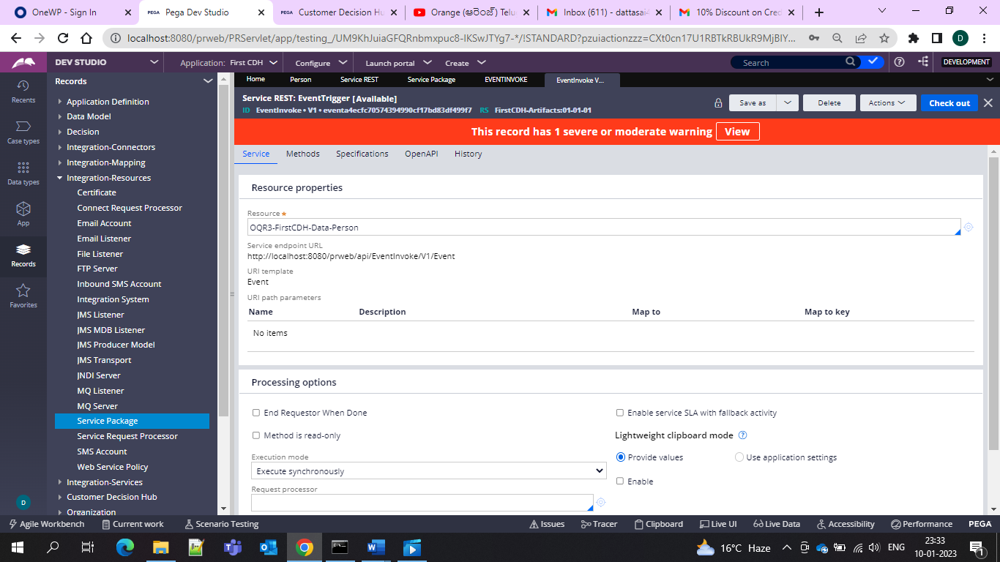 OneWP - Sign In
PEGA Pega Dev Studio
PEGA Customer Decision Hu
Inbox (611) - dattasai4
10% Discount on Cred
localhost:8080/prweb/PRServlet/app/testing_/UM9KhJuiaGFQRnbmxpuc8-IKSwJTYg7-*/!STANDARD?pzuiactionzzz=CXt0cn17U1RBTkRBUkR9MjBIY...
D
DEV STUDIO
Application: First CDH
Configure
Launch portal
Create
Search
DEVELOPMENT
Recents
Case types
Data types
App
Records
Favorites
D
Records
Application Definition
Data Model
Decision
Integration-Connectors
Integration-Mapping
Integration-Resources
Certificate
Connect Request Processor
Email Account
Email Listener
File Listener
FTP Server
Inbound SMS Account
Integration System
JMS Listener
JMS MDB Listener
JMS Producer Model
JMS Transport
JNDI Server
MQ Listener
MQ Server
Service Package
Service Request Processor
SMS Account
Web Service Policy
Integration-Services
Customer Decision Hub
Organization
Home
Person
Service REST
Service Package
EVENTINVOKE
EventInvoke V...
Service REST: EventTrigger [Available]
ID EventInvoke • V1 • eventa4ecfc70574394990cf17bd83df499f7 RS FirstCDH-Artifacts:01-01-01
Save as
Delete
Actions
Check out
This record has 1 severe or moderate warning View
Service
Methods
Specifications
OpenAPI
History
Resource properties
Resource
OQR3-FirstCDH-Data-Person
Service endpoint URL
http://localhost:8080/prweb/api/EventInvoke/V1/Event
URI template
Event
URI path parameters
Name Description Map to Map to key
No items
Processing options
End Requestor When Done
Method is read-only
Execution mode
Execute synchronously
Request processor
Enable service SLA with fallback activity
Lightweight clipboard mode
Provide values
Use application settings
Enable
Agile Workbench
Current work
Scenario Testing
Issues
Tracer
Clipboard
Live UI
Live Data
Accessibility
Performance
PEGA
16°C Haze
ENG
23:33
10-01-2023
1